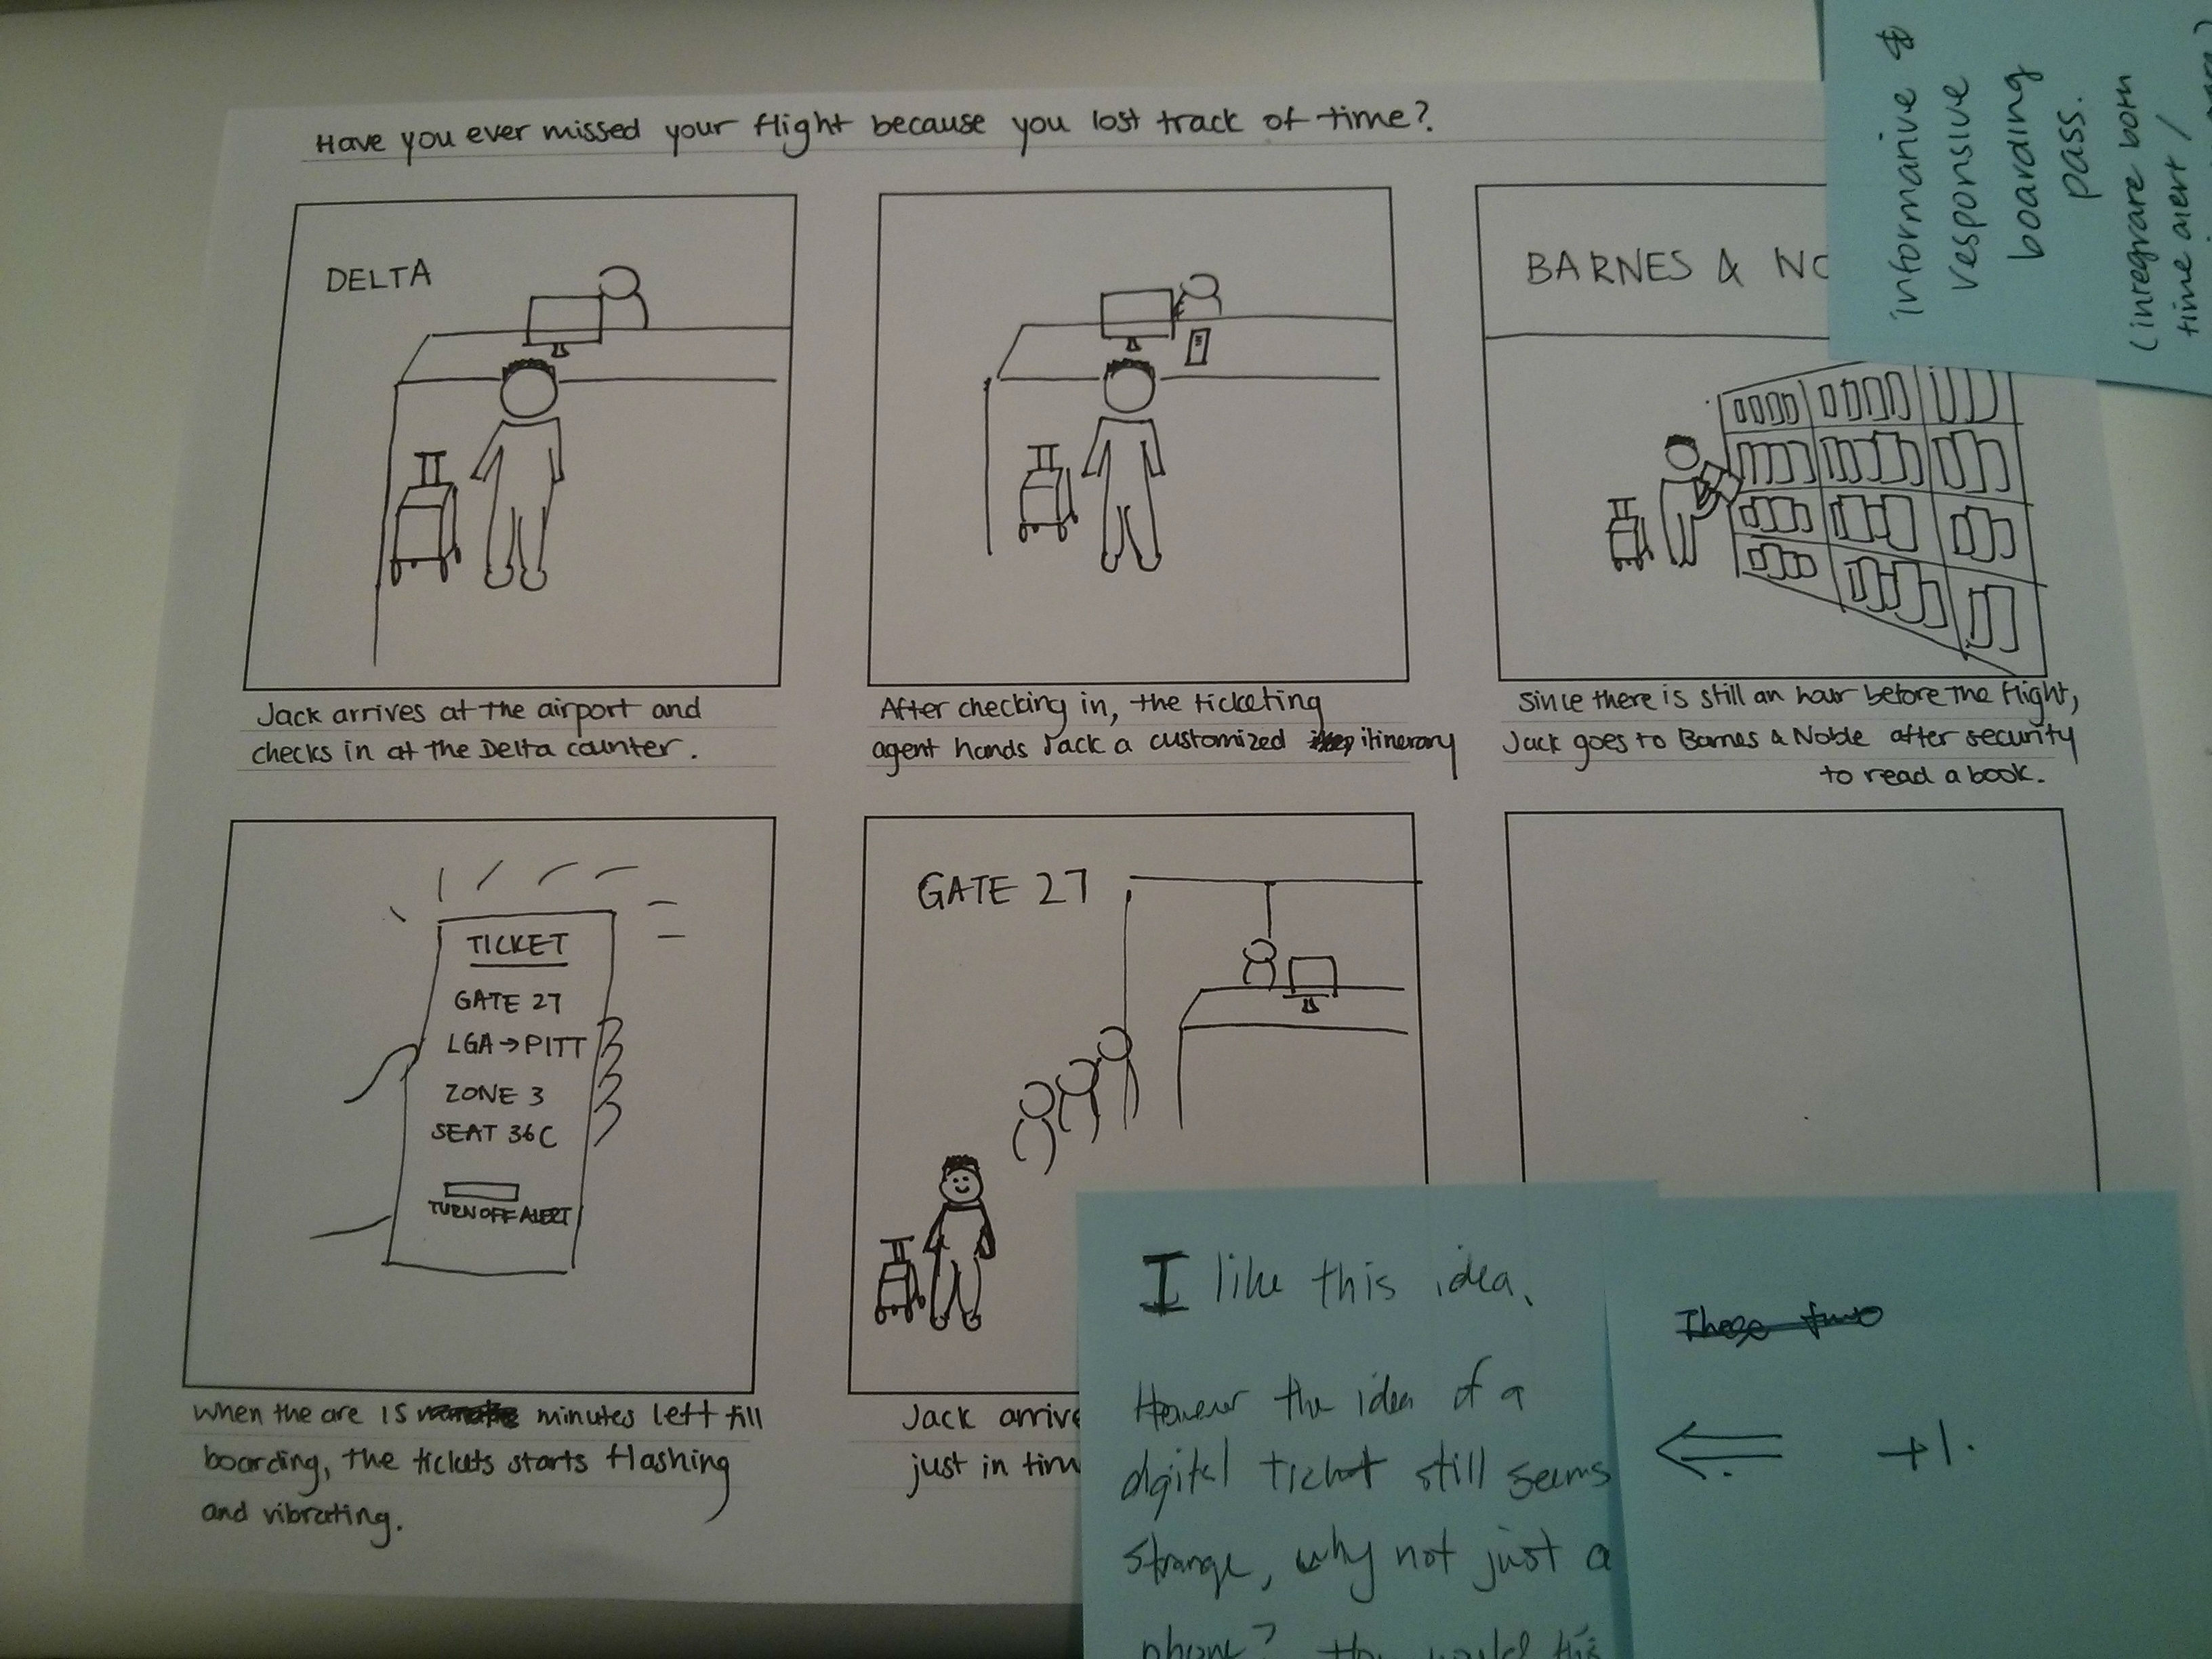 Have you ever missed your flight because you lost track of time?
DELTA
Jack arrives at the airport and
checks in at the Delta counter.
After checking in, the ticketing
agent hands Jack a customized itinerary
BARNES & NO
Since there is still an hour before the flight,
Jack goes to Barnes & Noble after security
to read a book.
TICKET
GATE 27
LGA → PITT
ZONE 3
SEAT 36C
TURN OFF ALERT
When the are 15 minutes left till
boarding, the tickets starts flashing
and vibrating.
GATE 27
Jack arrive
just in tim
informative &
responsive
boarding
pass.
(integrate both
time alert /
I like this idea.
However the idea of a
digital ticket still seems
strange, why not just a
phone? How would this
These two
⇐ +1.